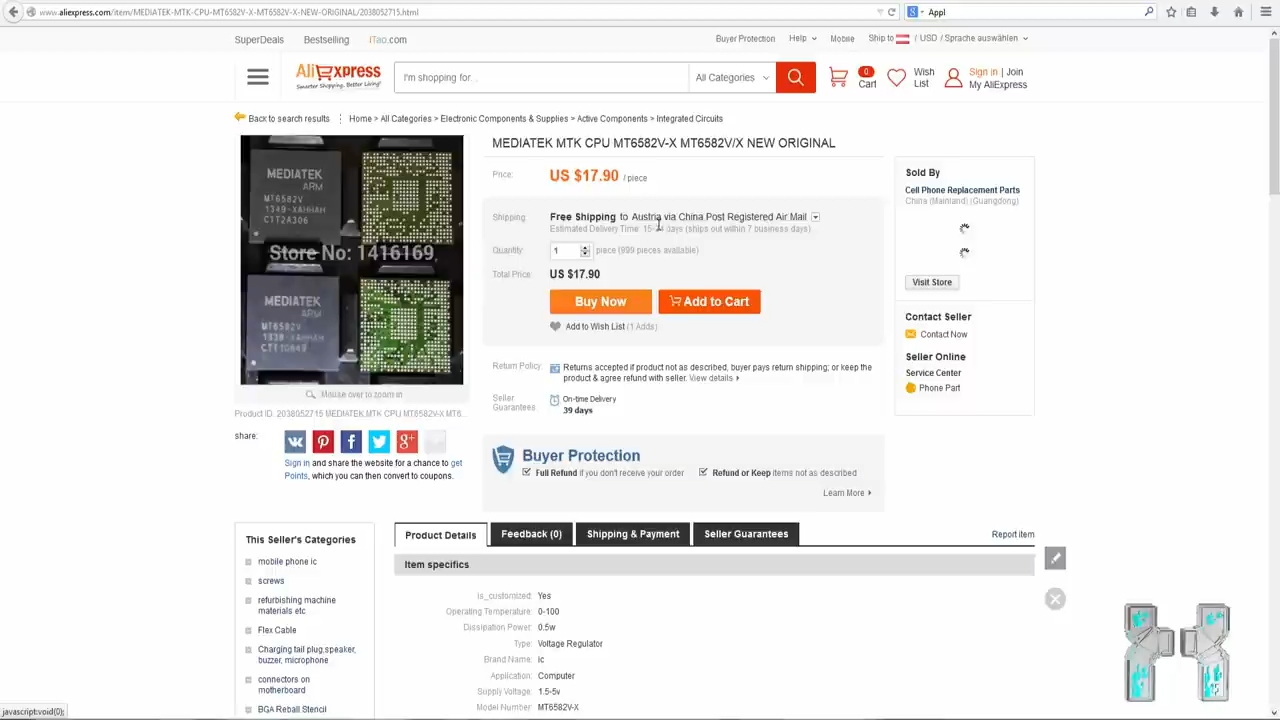 www.aliexpress.com/item/MEDIATEK-MTK-CPU-MT6582V-X-MT6582V-X-NEW-ORIGINAL/2038052715.html
Appl
SuperDeals
Bestselling
iTao.com
Buyer Protection
Help
Mobile
Ship to
/ USD / Sprache auswählen
AliExpress
Smarter Shopping, Better Living!
I'm shopping for...
All Categories
0
Cart
Wish
List
Sign in | Join
My AliExpress
Back to search results
Home > All Categories > Electronic Components & Supplies > Active Components > Integrated Circuits
MEDIATEK
ARM
MT6582V
CTT2A306
Store No: 1416169
MEDIATEK
ARM
MT6582V
Mouse over to zoom in
Product ID: 2038052715 MEDIATEK MTK CPU MT6582V-X MT6...
share:
Sign in and share the website for a chance to get
Points, which you can then convert to coupons.
MEDIATEK MTK CPU MT6582V-X MT6582V/X NEW ORIGINAL
Price:
US $17.90 / piece
Shipping:
Free Shipping to Austria via China Post Registered Air Mail
Estimated Delivery Time: days (ships out within 7 business days)
Quantity:
1
piece (999 pieces available)
Total Price:
US $17.90
Buy Now
Add to Cart
Add to Wish List (1 Adds)
Return Policy:
Returns accepted if product not as described, buyer pays return shipping; or keep the
product & agree refund with seller. View details
Seller
Guarantees:
On-time Delivery
39 days
Buyer Protection
Full Refund if you don't receive your order
Refund or Keep items not as described
Learn More
Sold By
Cell Phone Replacement Parts
China (Mainland) (Guangdong)
Visit Store
Contact Seller
Contact Now
Seller Online
Service Center
Phone Part
This Seller's Categories
mobile phone ic
screws
refurbishing machine
materials etc
Flex Cable
Charging tail plug,speaker,
buzzer, microphone
connectors on
motherboard
BGA Reball Stencil
Product Details
Feedback (0)
Shipping & Payment
Seller Guarantees
Report item
Item specifics
is_customized: Yes
Operating Temperature: 0-100
Dissipation Power: 0.5w
Type: Voltage Regulator
Brand Name: ic
Application: Computer
Supply Voltage: 1.5-5v
Model Number: MT6582V-X
javascript:void(0);